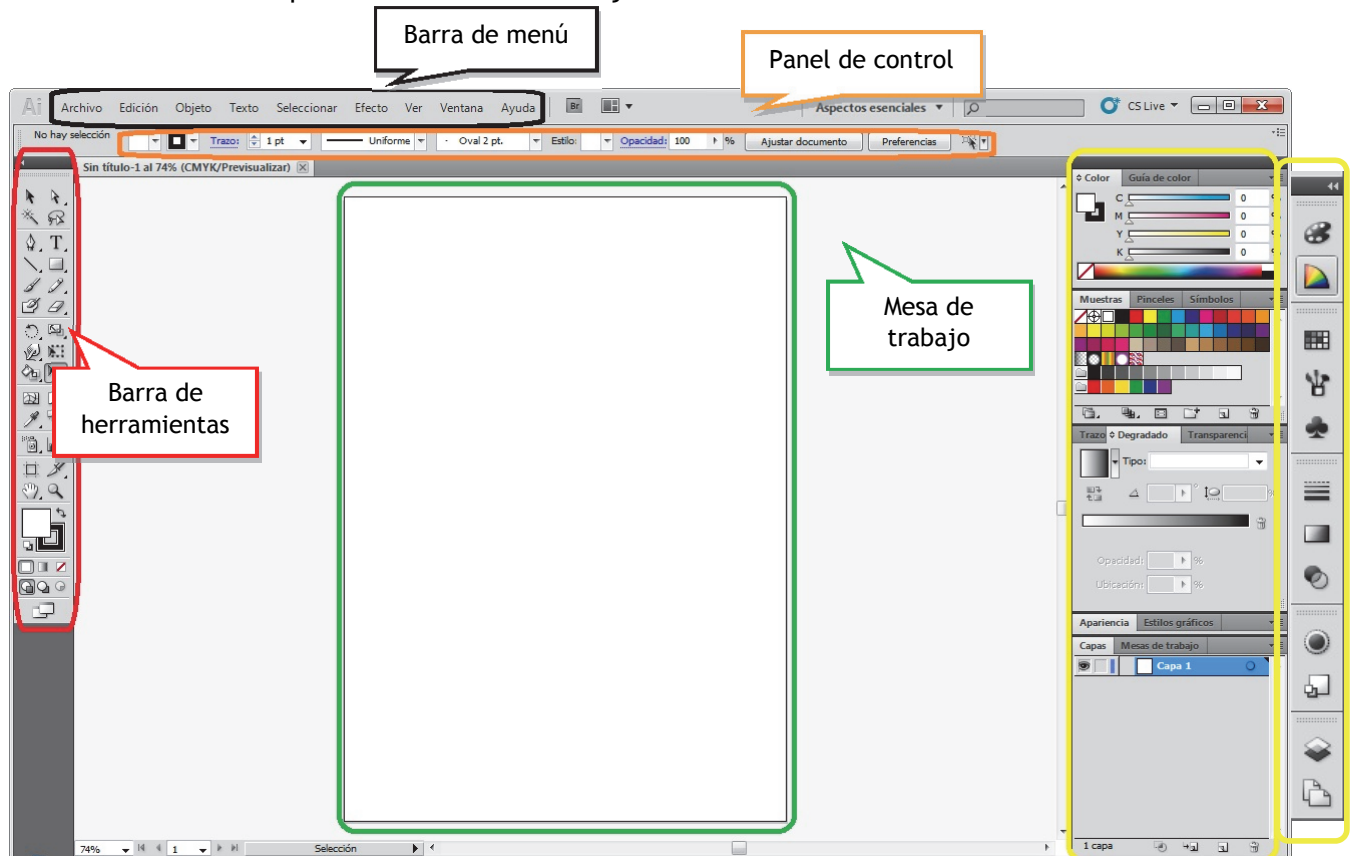 Barra de menú
Panel de control
Ai Archivo Edición Objeto Texto Seleccionar Efecto Ver Ventana Ayuda Br Aspectos esenciales CS Live
No hay selección Trazo: 1 pt Uniforme Oval 2 pt. Estilo: Opacidad: 100 % Ajustar documento Preferencias
Sin título-1 al 74% (CMYK/Previsualizar)
Color Guía de color
C 0 %
M 0 %
Y 0 %
K 0 %
Mesa de
trabajo
Muestras Pinceles Símbolos
Barra de
herramientas
Trazo Degradado Transparenci
Tipo:
Opacidad: %
Ubicación: %
Apariencia Estilos gráficos
Capas Mesas de trabajo
Capa 1
74% 1 Selección
1 capa